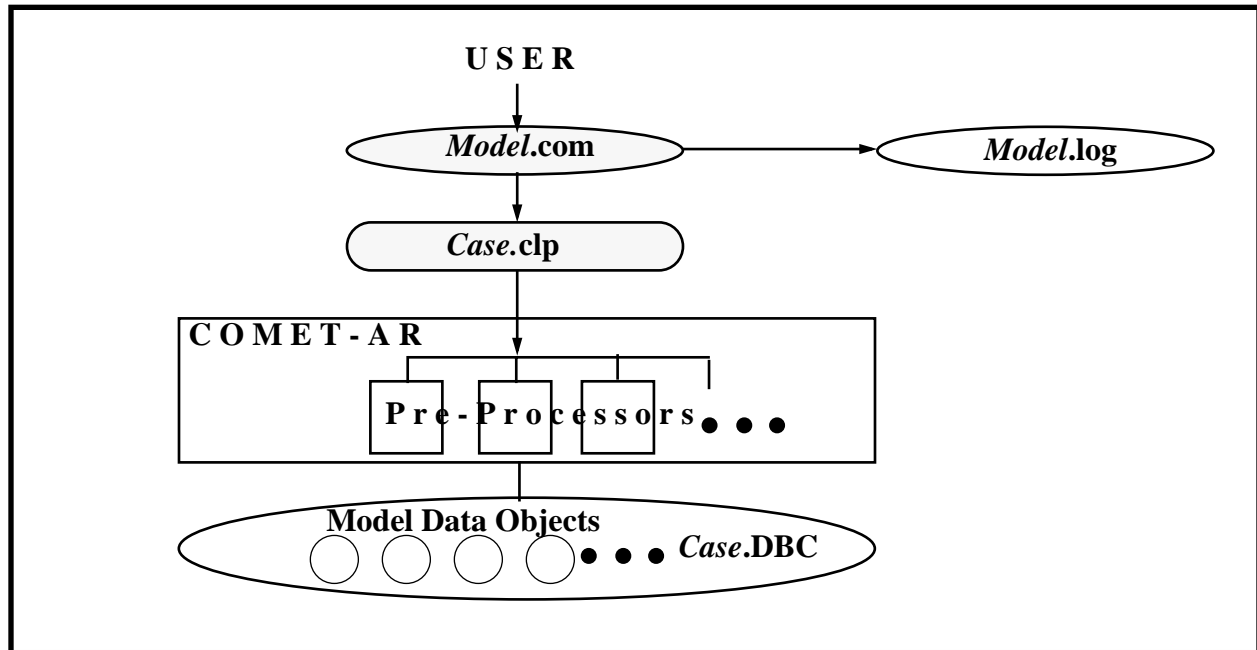 USER
Model.com
Model.log
Case.clp
COMET-AR
Pre-Processors
Model Data Objects
Case.DBC